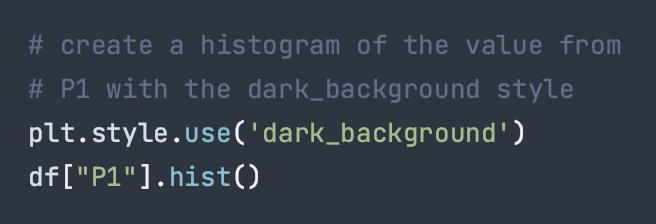 # create a histogram of the value from
# P1 with the dark_background style
plt.style.use('dark_background')
df["P1"].hist()